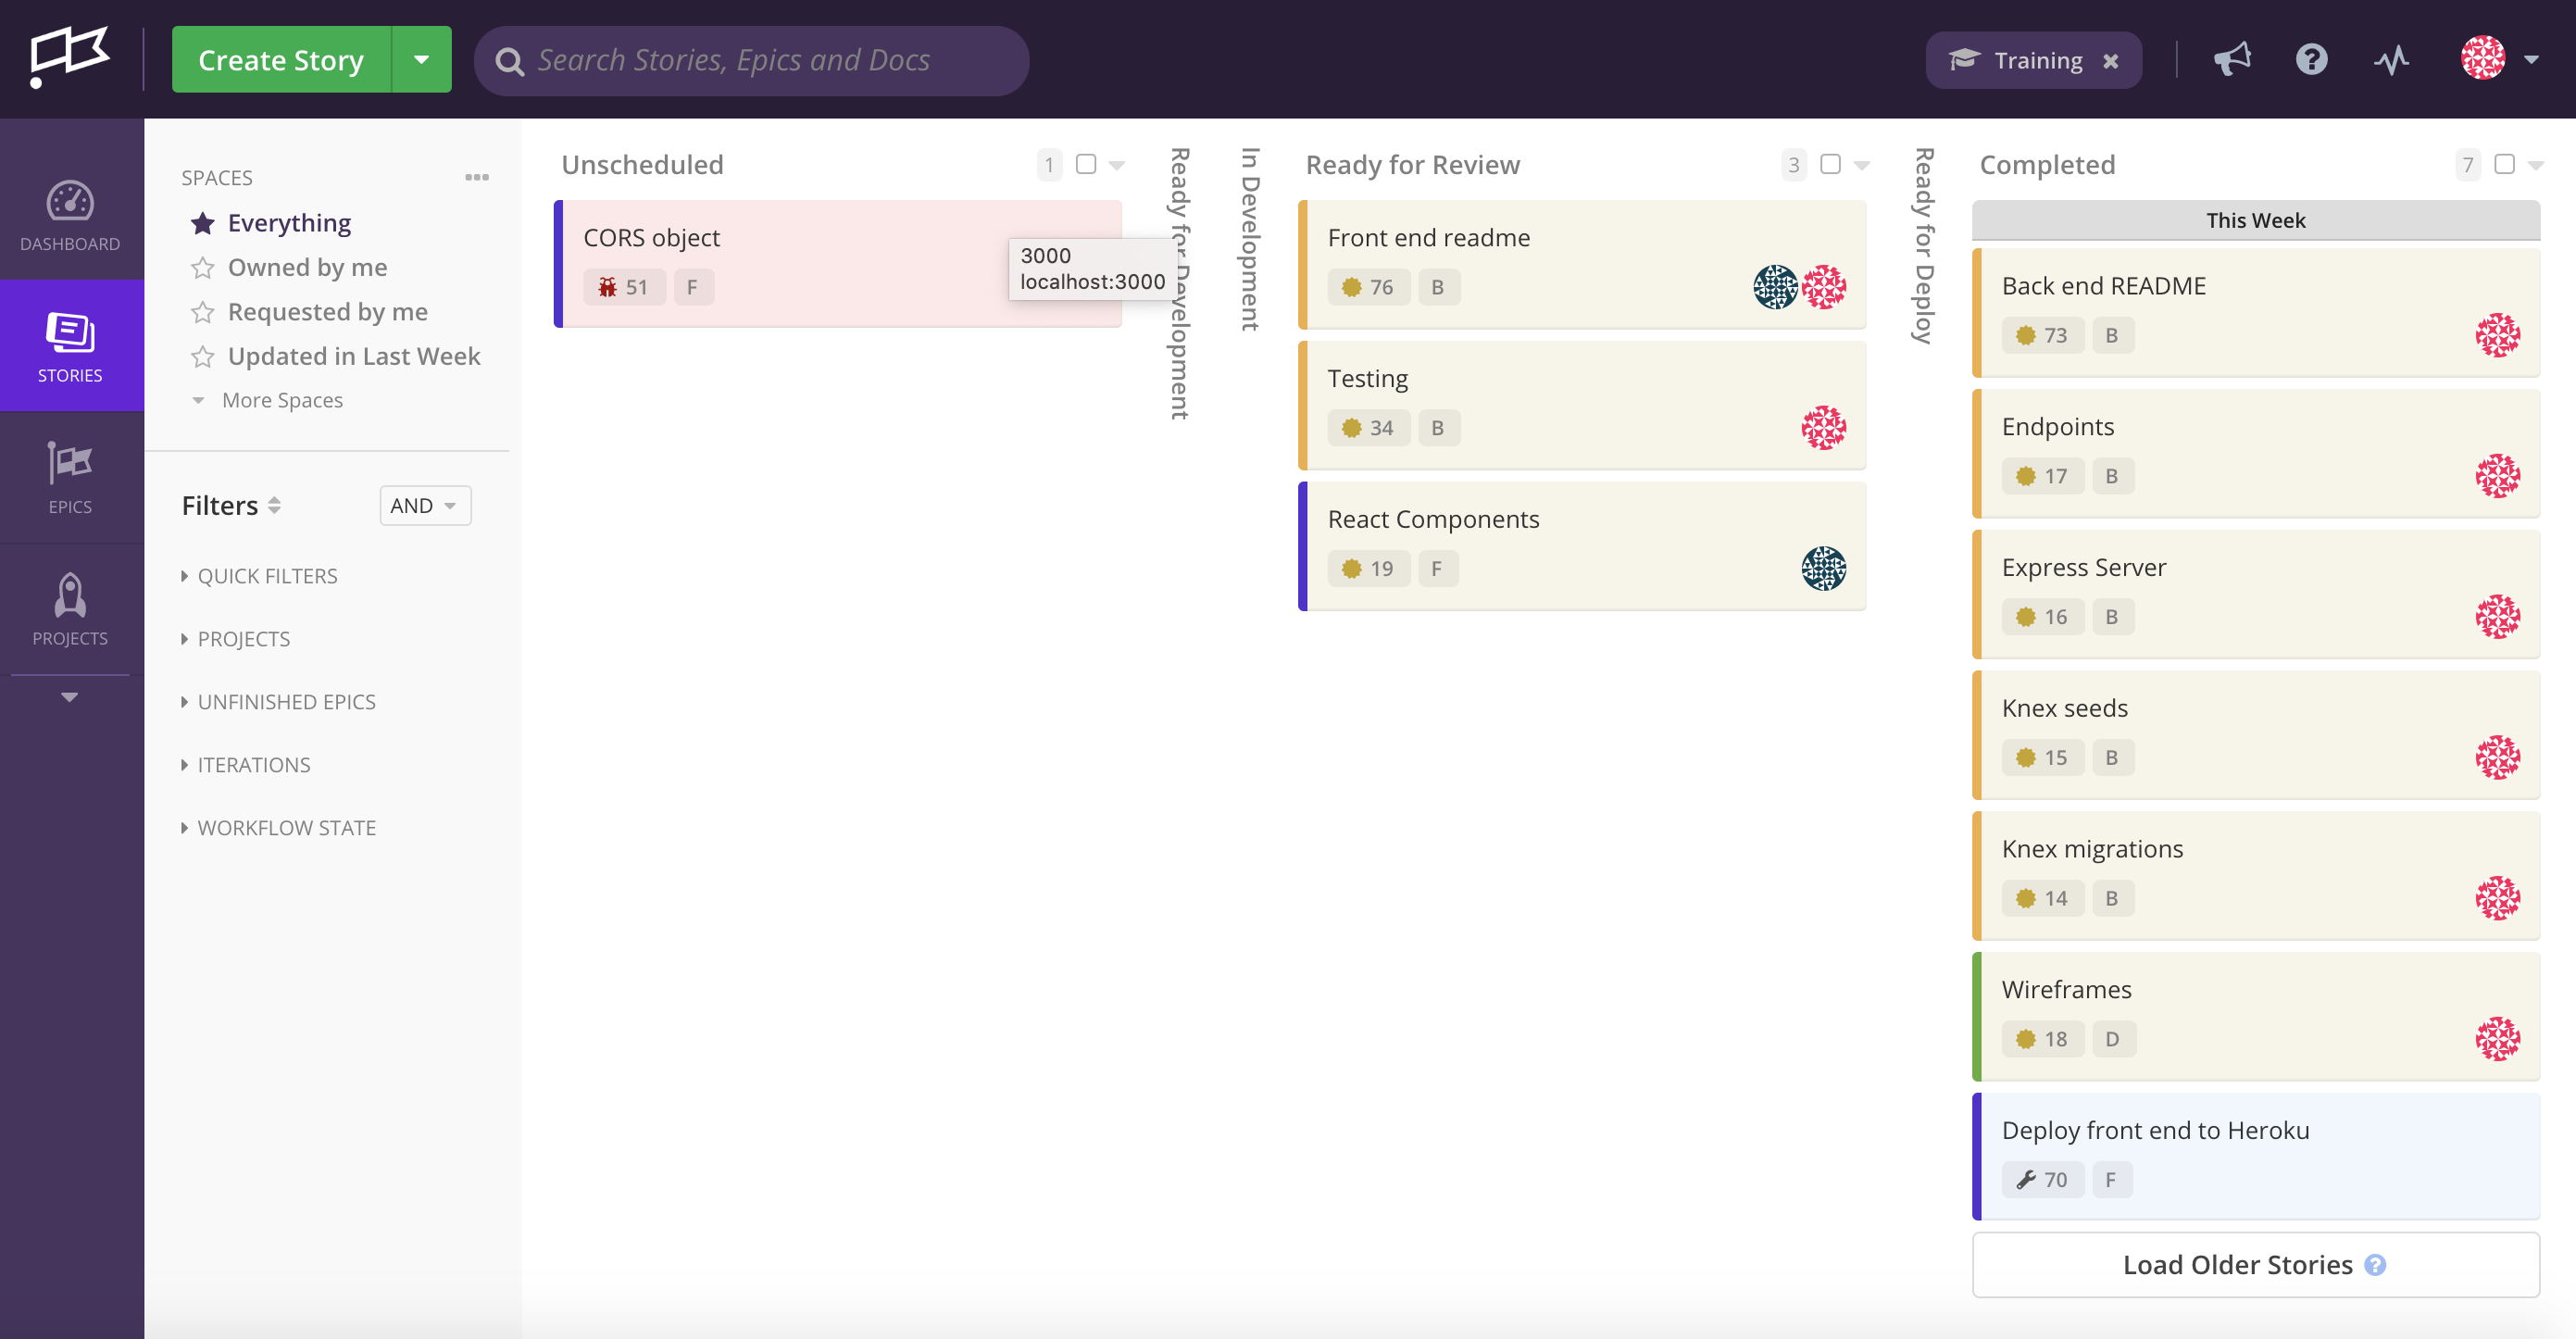 Create Story
Search Stories, Epics and Docs
Training
DASHBOARD
STORIES
EPICS
PROJECTS
SPACES
Everything
Owned by me
Requested by me
Updated in Last Week
More Spaces
Filters
AND
QUICK FILTERS
PROJECTS
UNFINISHED EPICS
ITERATIONS
WORKFLOW STATE
Unscheduled 1
CORS object
51 F
3000
localhost:3000
Ready for Development
In Development
Ready for Review 3
Front end readme
76 B
Testing
34 B
React Components
19 F
Ready for Deploy
Completed 7
This Week
Back end README
73 B
Endpoints
17 B
Express Server
16 B
Knex seeds
15 B
Knex migrations
14 B
Wireframes
18 D
Deploy front end to Heroku
70 F
Load Older Stories ?